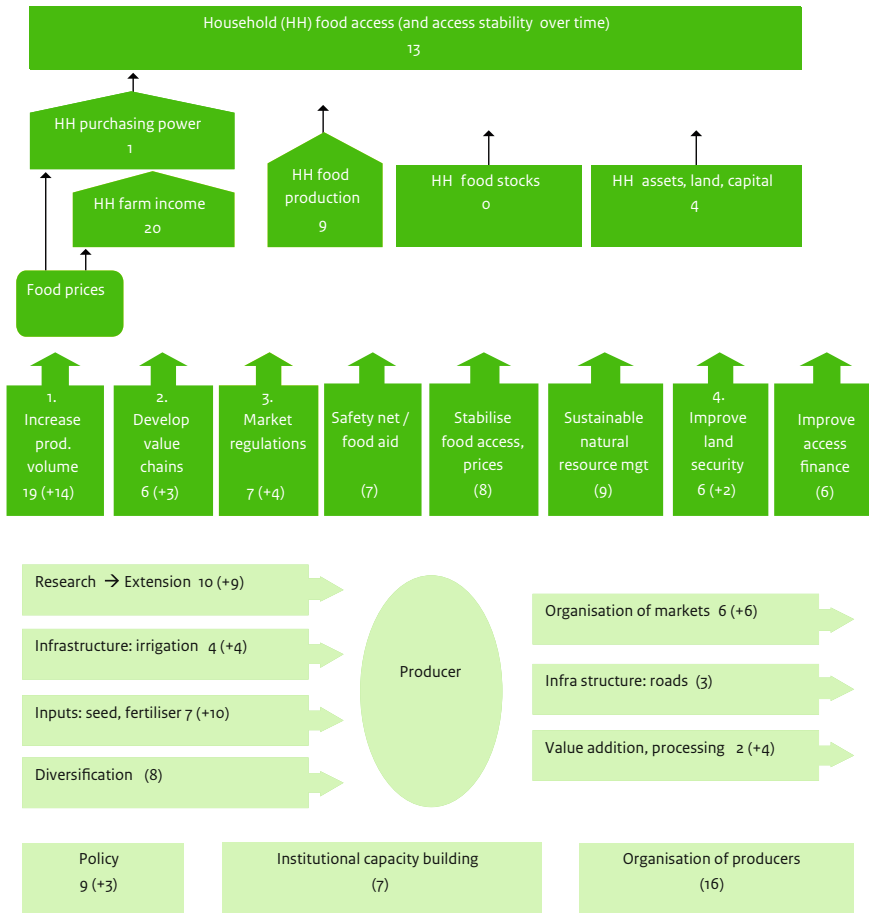 Household (HH) food access (and access stability over time)
13
HH purchasing power
1
HH farm income
20
HH food
production
9
HH food stocks
0
HH assets, land, capital
4
Food prices
1.
Increase
prod.
volume
19 (+14)
2.
Develop
value
chains
6 (+3)
3.
Market
regulations
7 (+4)
Safety net /
food aid
(7)
Stabilise
food access,
prices
(8)
Sustainable
natural
resource mgt
(9)
4.
Improve
land
security
6 (+2)
Improve
access
finance
(6)
Research → Extension 10 (+9)
Infrastructure: irrigation 4 (+4)
Inputs: seed, fertiliser 7 (+10)
Diversification (8)
Producer
Organisation of markets 6 (+6)
Infra structure: roads (3)
Value addition, processing 2 (+4)
Policy
9 (+3)
Institutional capacity building
(7)
Organisation of producers
(16)